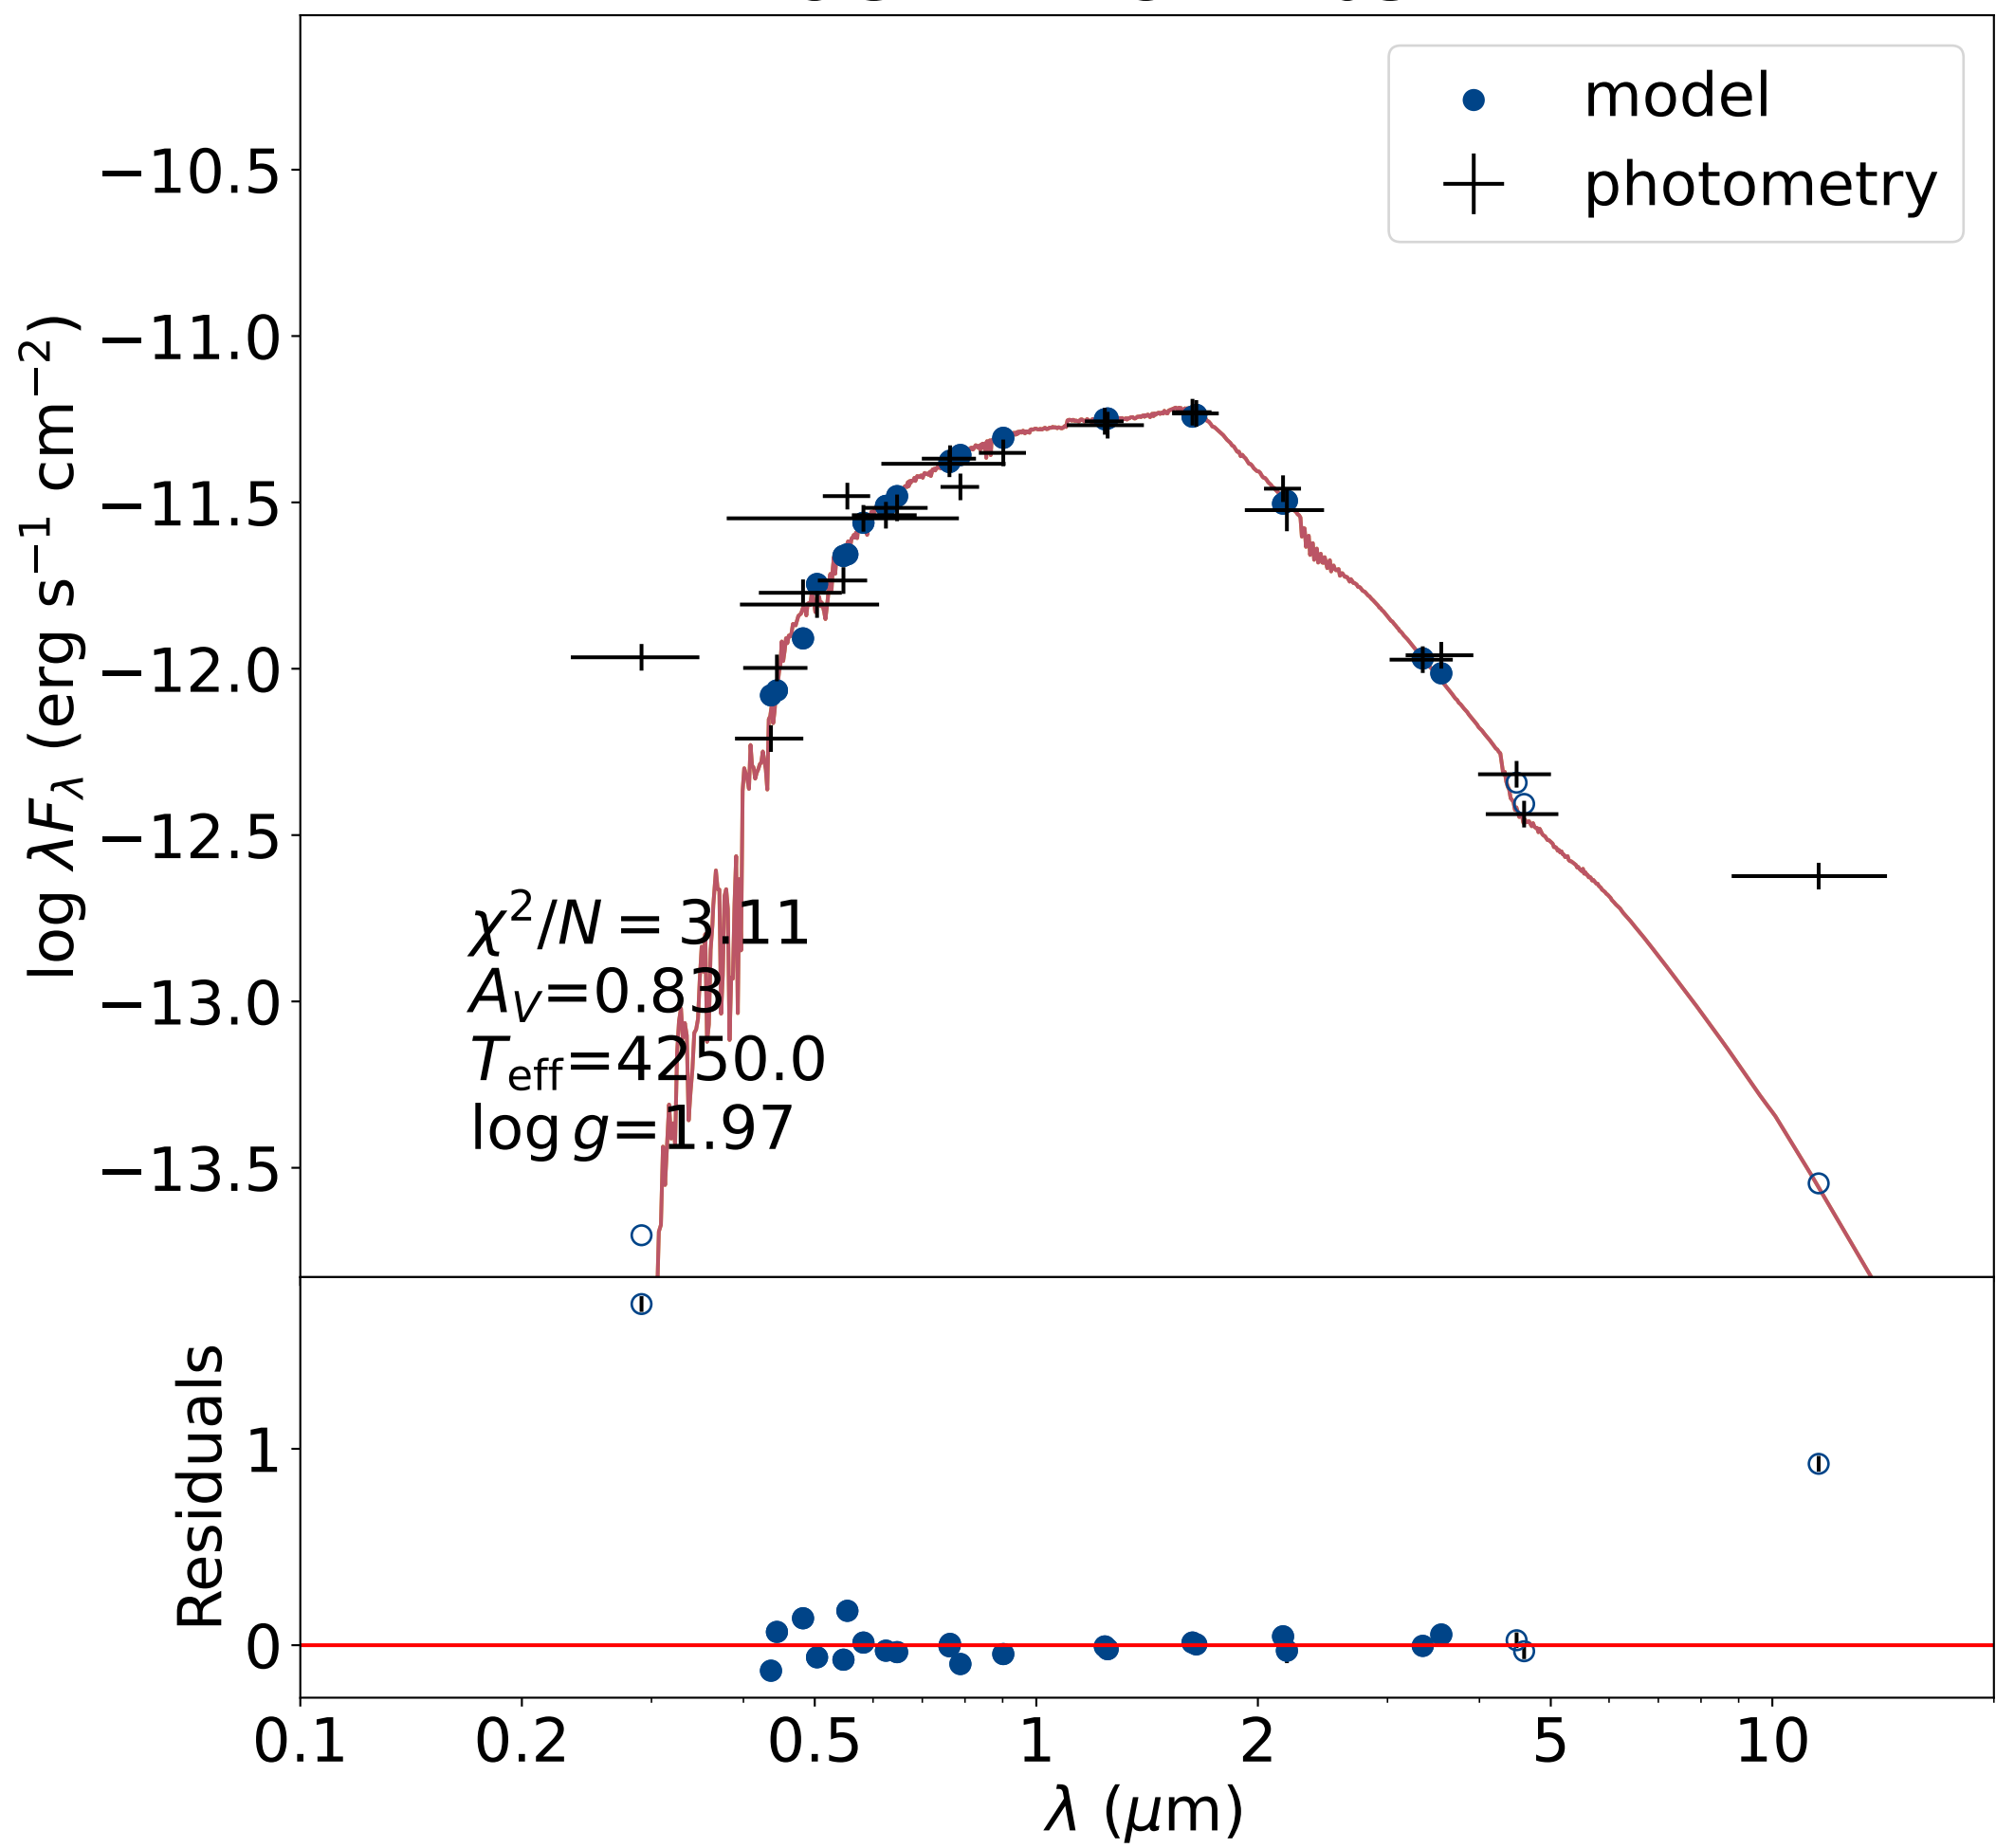 model
photometry
−10.5
−11.0
−11.5
−12.0
−12.5
−13.0
−13.5
log λFλ (erg s⁻¹ cm⁻²)
χ²/N = 3.11
A_V=0.83
T_eff=4250.0
log g=1.97
Residuals
1
0
0.1 0.2 0.5 1 2 5 10
λ (μm)